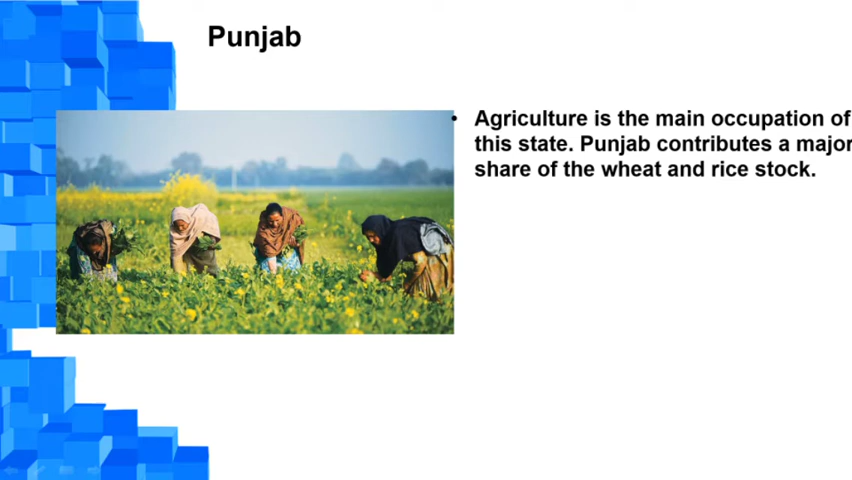 Punjab
• Agriculture is the main occupation of
this state. Punjab contributes a major
share of the wheat and rice stock.